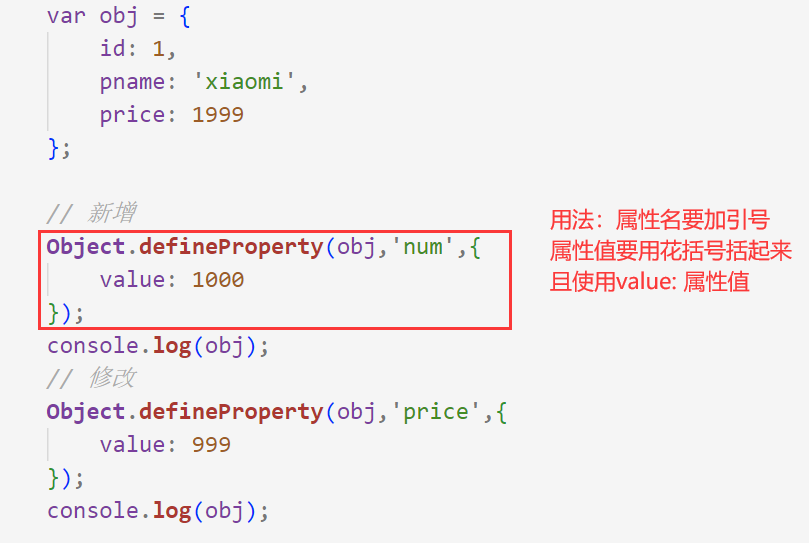 var obj = {
    id: 1,
    pname: 'xiaomi',
    price: 1999
};
// 新增
Object.defineProperty(obj,'num',{
    value: 1000
});
用法：属性名要加引号
属性值要用花括号括起来
且使用value: 属性值
console.log(obj);
// 修改
Object.defineProperty(obj,'price',{
    value: 999
});
console.log(obj);